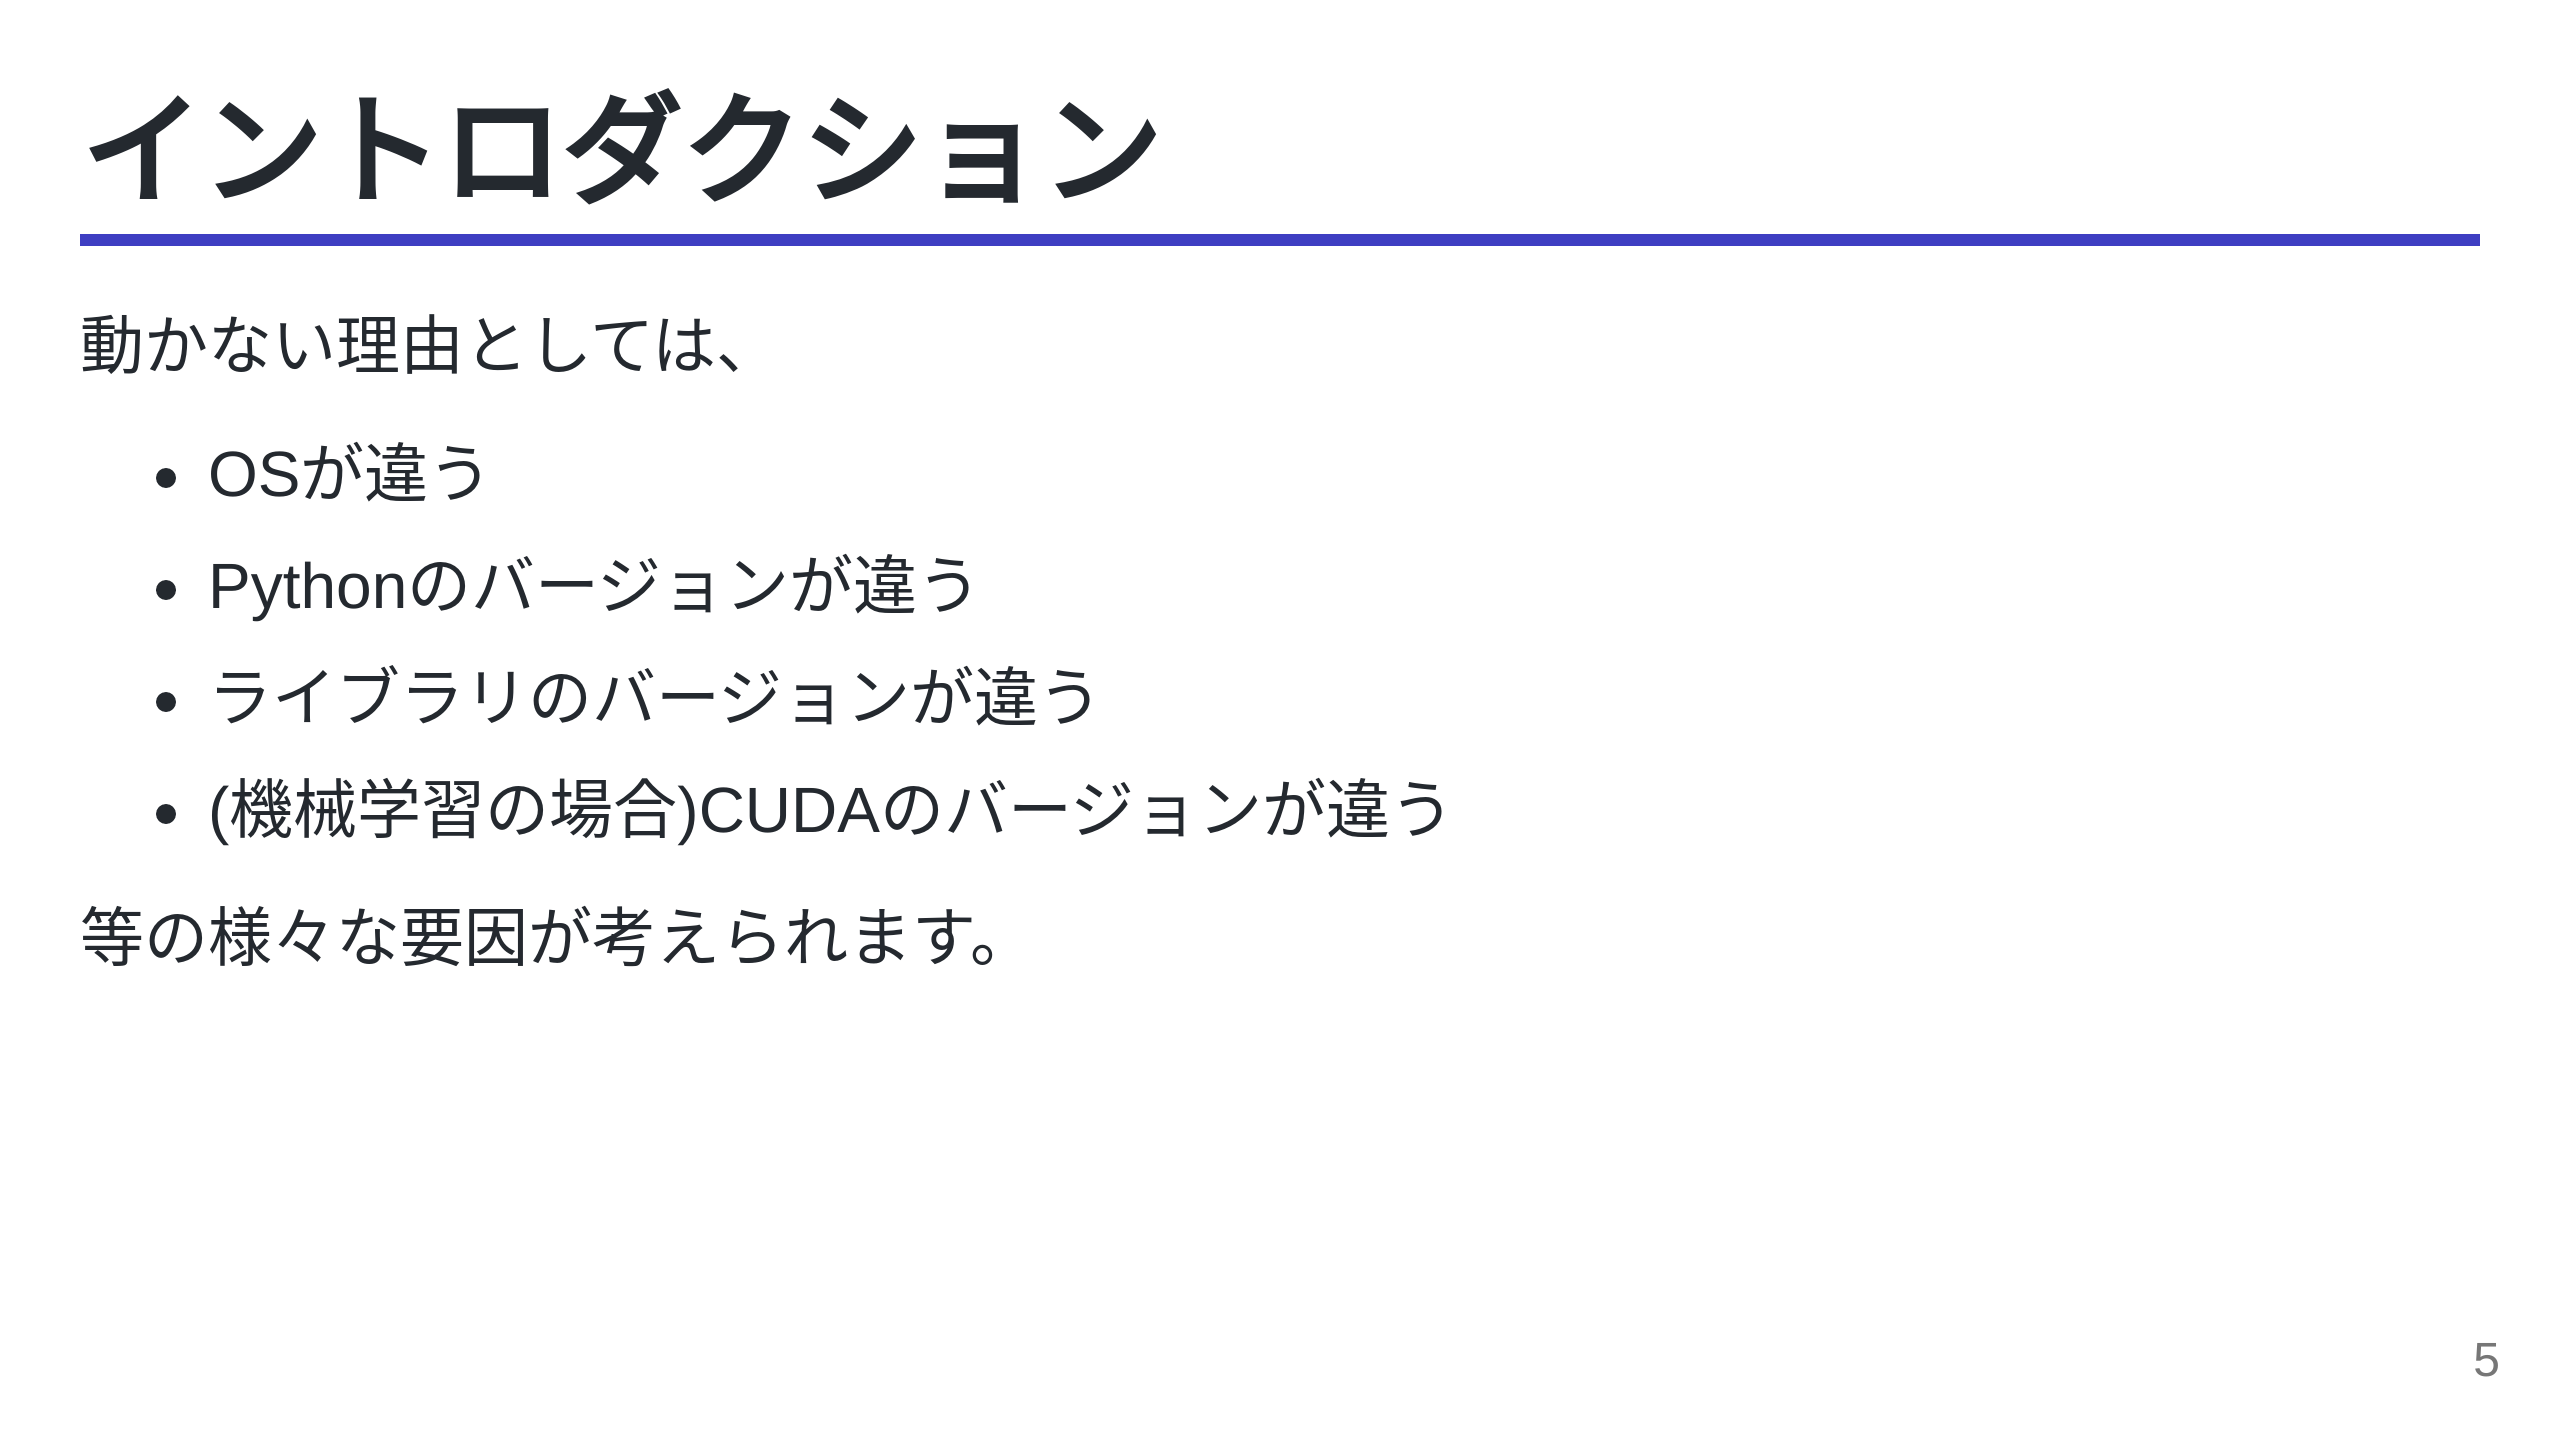 イントロダクション
動かない理由としては、
• OSが違う
• Pythonのバージョンが違う
• ライブラリのバージョンが違う
• (機械学習の場合)CUDAのバージョンが違う
等の様々な要因が考えられます。
5